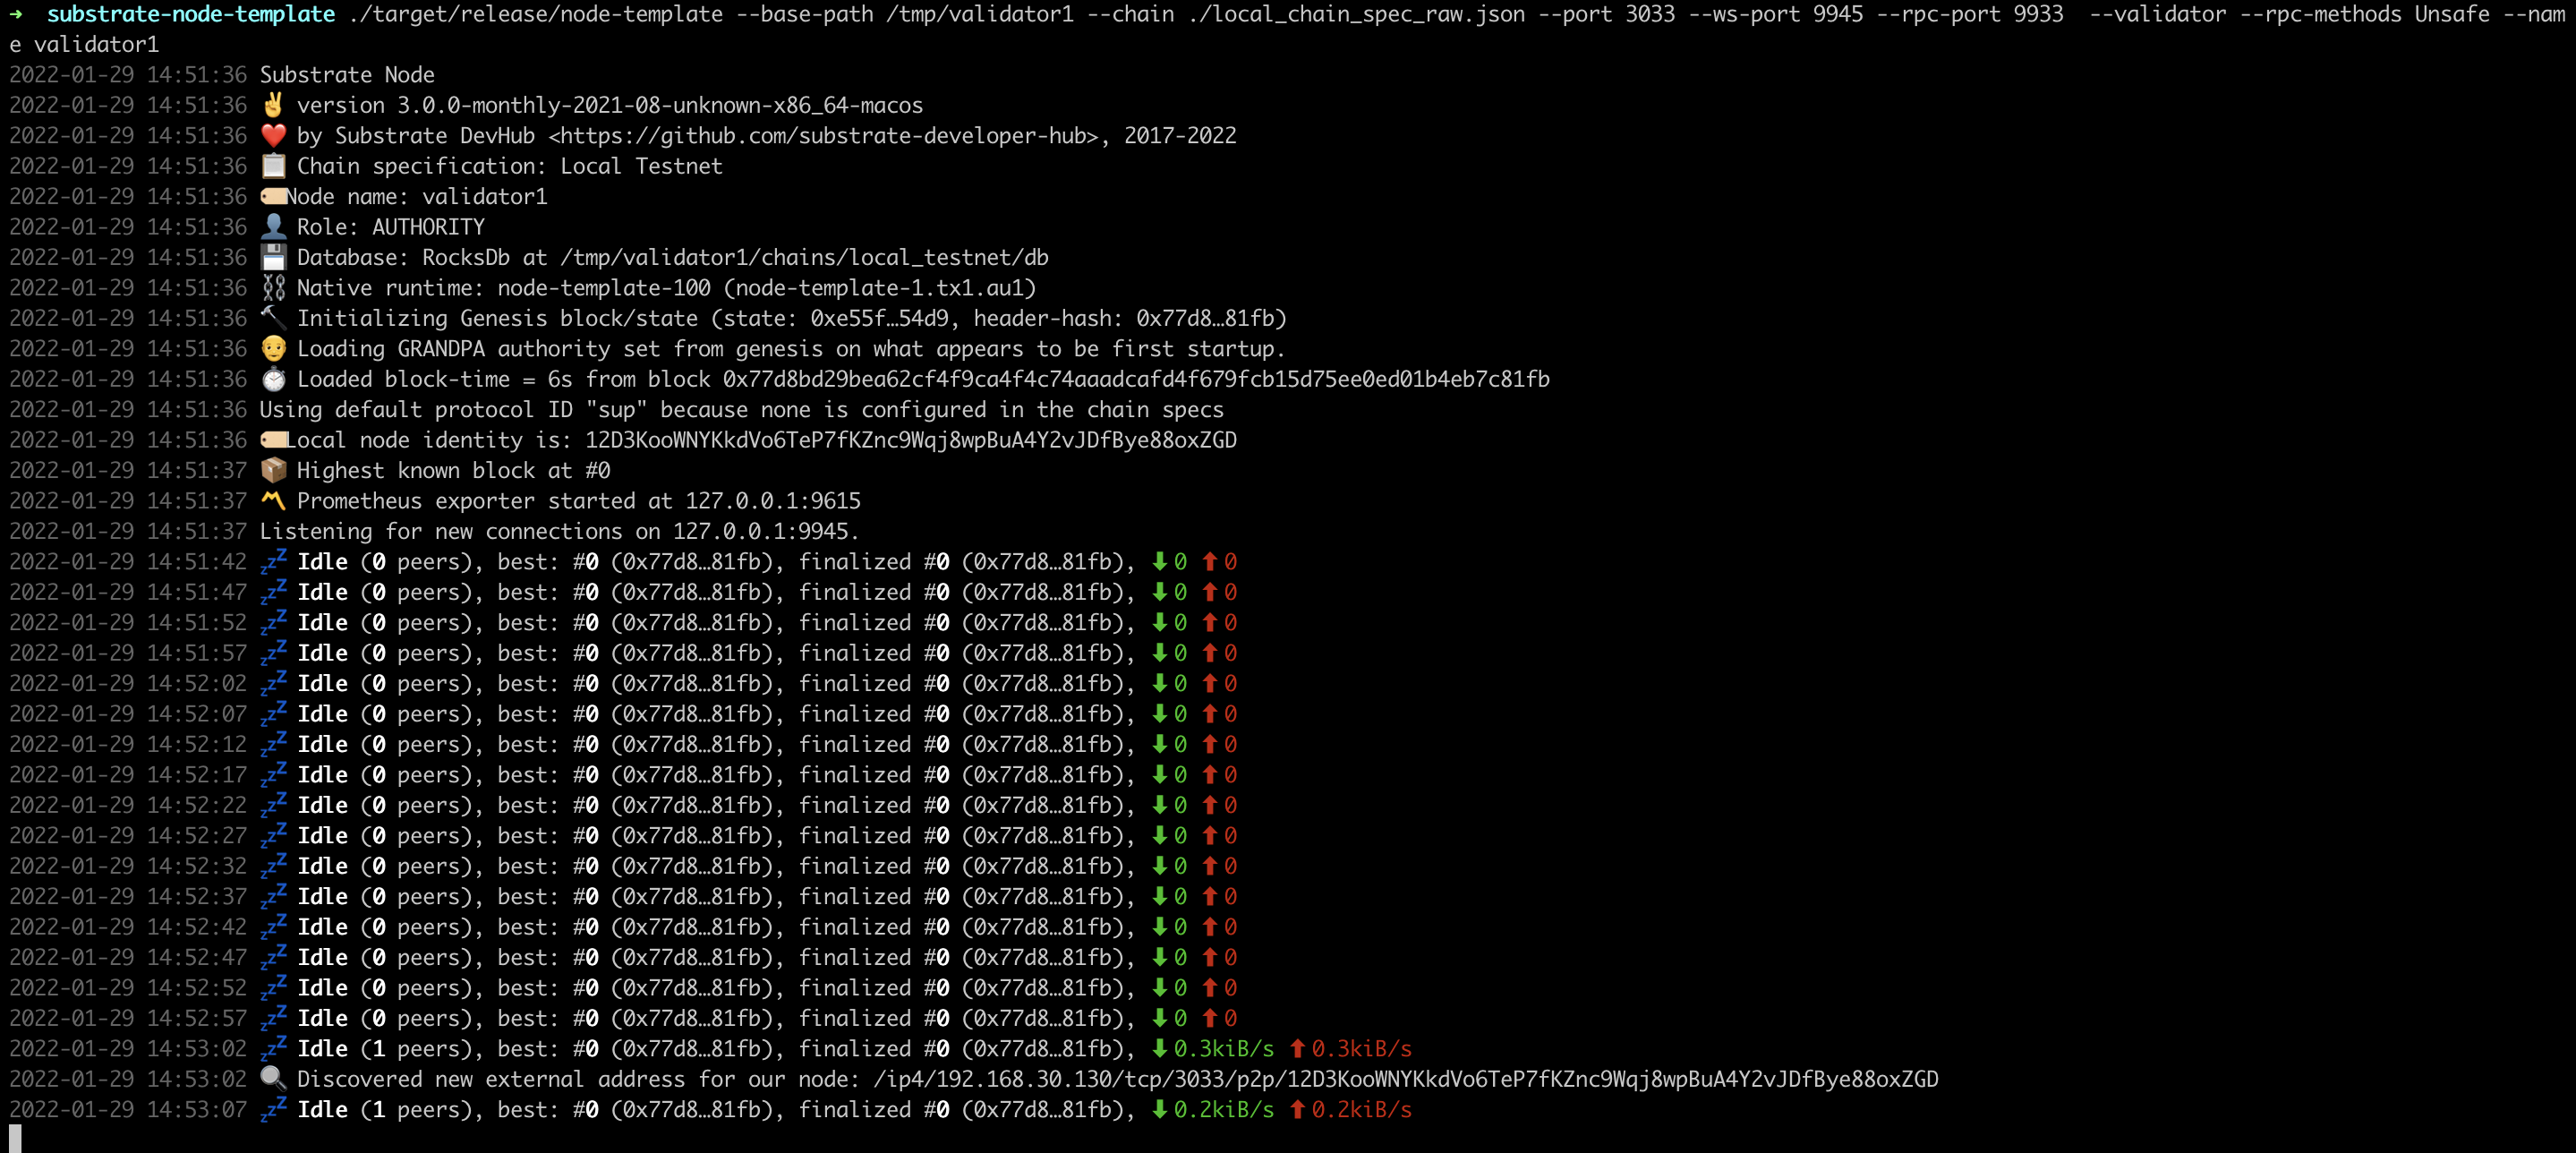 ➜  substrate-node-template ./target/release/node-template --base-path /tmp/validator1 --chain ./local_chain_spec_raw.json --port 3033 --ws-port 9945 --rpc-port 9933  --validator --rpc-methods Unsafe --nam
e validator1
2022-01-29 14:51:36 Substrate Node
2022-01-29 14:51:36 ✌️ version 3.0.0-monthly-2021-08-unknown-x86_64-macos
2022-01-29 14:51:36 ❤️ by Substrate DevHub <https://github.com/substrate-developer-hub>, 2017-2022
2022-01-29 14:51:36 📋 Chain specification: Local Testnet
2022-01-29 14:51:36 🏷 Node name: validator1
2022-01-29 14:51:36 👤 Role: AUTHORITY
2022-01-29 14:51:36 💾 Database: RocksDb at /tmp/validator1/chains/local_testnet/db
2022-01-29 14:51:36 ⛓ Native runtime: node-template-100 (node-template-1.tx1.au1)
2022-01-29 14:51:36 🔨 Initializing Genesis block/state (state: 0xe55f…54d9, header-hash: 0x77d8…81fb)
2022-01-29 14:51:36 👴 Loading GRANDPA authority set from genesis on what appears to be first startup.
2022-01-29 14:51:36 ⏱ Loaded block-time = 6s from block 0x77d8bd29bea62cf4f9ca4f4c74aaadcafd4f679fcb15d75ee0ed01b4eb7c81fb
2022-01-29 14:51:36 Using default protocol ID "sup" because none is configured in the chain specs
2022-01-29 14:51:36 🏷 Local node identity is: 12D3KooWNYKkdVo6TeP7fKZnc9Wqj8wpBuA4Y2vJDfBye88oxZGD
2022-01-29 14:51:37 📦 Highest known block at #0
2022-01-29 14:51:37 〽️ Prometheus exporter started at 127.0.0.1:9615
2022-01-29 14:51:37 Listening for new connections on 127.0.0.1:9945.
2022-01-29 14:51:42 💤 Idle (0 peers), best: #0 (0x77d8…81fb), finalized #0 (0x77d8…81fb), ⬇ 0 ⬆ 0
2022-01-29 14:51:47 💤 Idle (0 peers), best: #0 (0x77d8…81fb), finalized #0 (0x77d8…81fb), ⬇ 0 ⬆ 0
2022-01-29 14:51:52 💤 Idle (0 peers), best: #0 (0x77d8…81fb), finalized #0 (0x77d8…81fb), ⬇ 0 ⬆ 0
2022-01-29 14:51:57 💤 Idle (0 peers), best: #0 (0x77d8…81fb), finalized #0 (0x77d8…81fb), ⬇ 0 ⬆ 0
2022-01-29 14:52:02 💤 Idle (0 peers), best: #0 (0x77d8…81fb), finalized #0 (0x77d8…81fb), ⬇ 0 ⬆ 0
2022-01-29 14:52:07 💤 Idle (0 peers), best: #0 (0x77d8…81fb), finalized #0 (0x77d8…81fb), ⬇ 0 ⬆ 0
2022-01-29 14:52:12 💤 Idle (0 peers), best: #0 (0x77d8…81fb), finalized #0 (0x77d8…81fb), ⬇ 0 ⬆ 0
2022-01-29 14:52:17 💤 Idle (0 peers), best: #0 (0x77d8…81fb), finalized #0 (0x77d8…81fb), ⬇ 0 ⬆ 0
2022-01-29 14:52:22 💤 Idle (0 peers), best: #0 (0x77d8…81fb), finalized #0 (0x77d8…81fb), ⬇ 0 ⬆ 0
2022-01-29 14:52:27 💤 Idle (0 peers), best: #0 (0x77d8…81fb), finalized #0 (0x77d8…81fb), ⬇ 0 ⬆ 0
2022-01-29 14:52:32 💤 Idle (0 peers), best: #0 (0x77d8…81fb), finalized #0 (0x77d8…81fb), ⬇ 0 ⬆ 0
2022-01-29 14:52:37 💤 Idle (0 peers), best: #0 (0x77d8…81fb), finalized #0 (0x77d8…81fb), ⬇ 0 ⬆ 0
2022-01-29 14:52:42 💤 Idle (0 peers), best: #0 (0x77d8…81fb), finalized #0 (0x77d8…81fb), ⬇ 0 ⬆ 0
2022-01-29 14:52:47 💤 Idle (0 peers), best: #0 (0x77d8…81fb), finalized #0 (0x77d8…81fb), ⬇ 0 ⬆ 0
2022-01-29 14:52:52 💤 Idle (0 peers), best: #0 (0x77d8…81fb), finalized #0 (0x77d8…81fb), ⬇ 0 ⬆ 0
2022-01-29 14:52:57 💤 Idle (0 peers), best: #0 (0x77d8…81fb), finalized #0 (0x77d8…81fb), ⬇ 0 ⬆ 0
2022-01-29 14:53:02 💤 Idle (1 peers), best: #0 (0x77d8…81fb), finalized #0 (0x77d8…81fb), ⬇ 0.3kiB/s ⬆ 0.3kiB/s
2022-01-29 14:53:02 🔍 Discovered new external address for our node: /ip4/192.168.30.130/tcp/3033/p2p/12D3KooWNYKkdVo6TeP7fKZnc9Wqj8wpBuA4Y2vJDfBye88oxZGD
2022-01-29 14:53:07 💤 Idle (1 peers), best: #0 (0x77d8…81fb), finalized #0 (0x77d8…81fb), ⬇ 0.2kiB/s ⬆ 0.2kiB/s